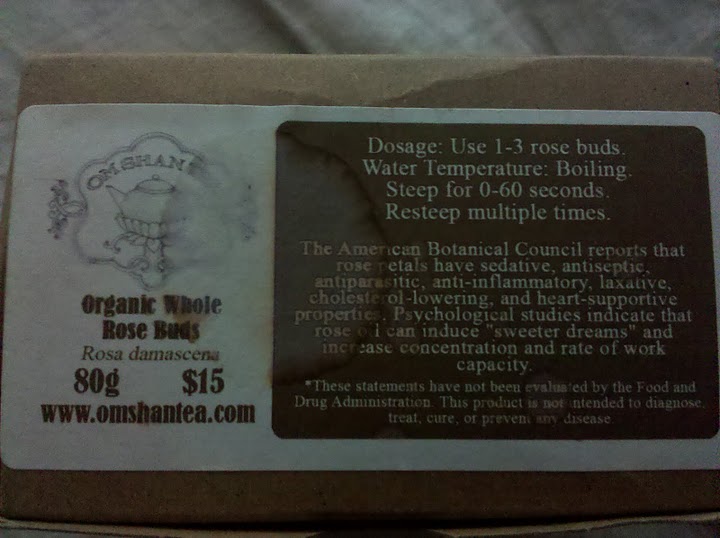 OM SHAN
Organic Whole
Rose Buds
Rosa damascena
80g $15
www.omshantea.com
Dosage: Use 1-3 rose buds.
Water Temperature: Boiling.
Steep for 0-60 seconds.
Resteep multiple times.
The American Botanical Council reports that
rose petals have sedative, antiseptic,
antiparasitic, anti-inflammatory, laxative,
cholesterol-lowering, and heart-supportive
properties. Psychological studies indicate that
rose oil can induce "sweeter dreams" and
increase concentration and rate of work
capacity.
*These statements have not been evaluated by the Food and
Drug Administration. This product is not intended to diagnose,
treat, cure, or prevent any disease.